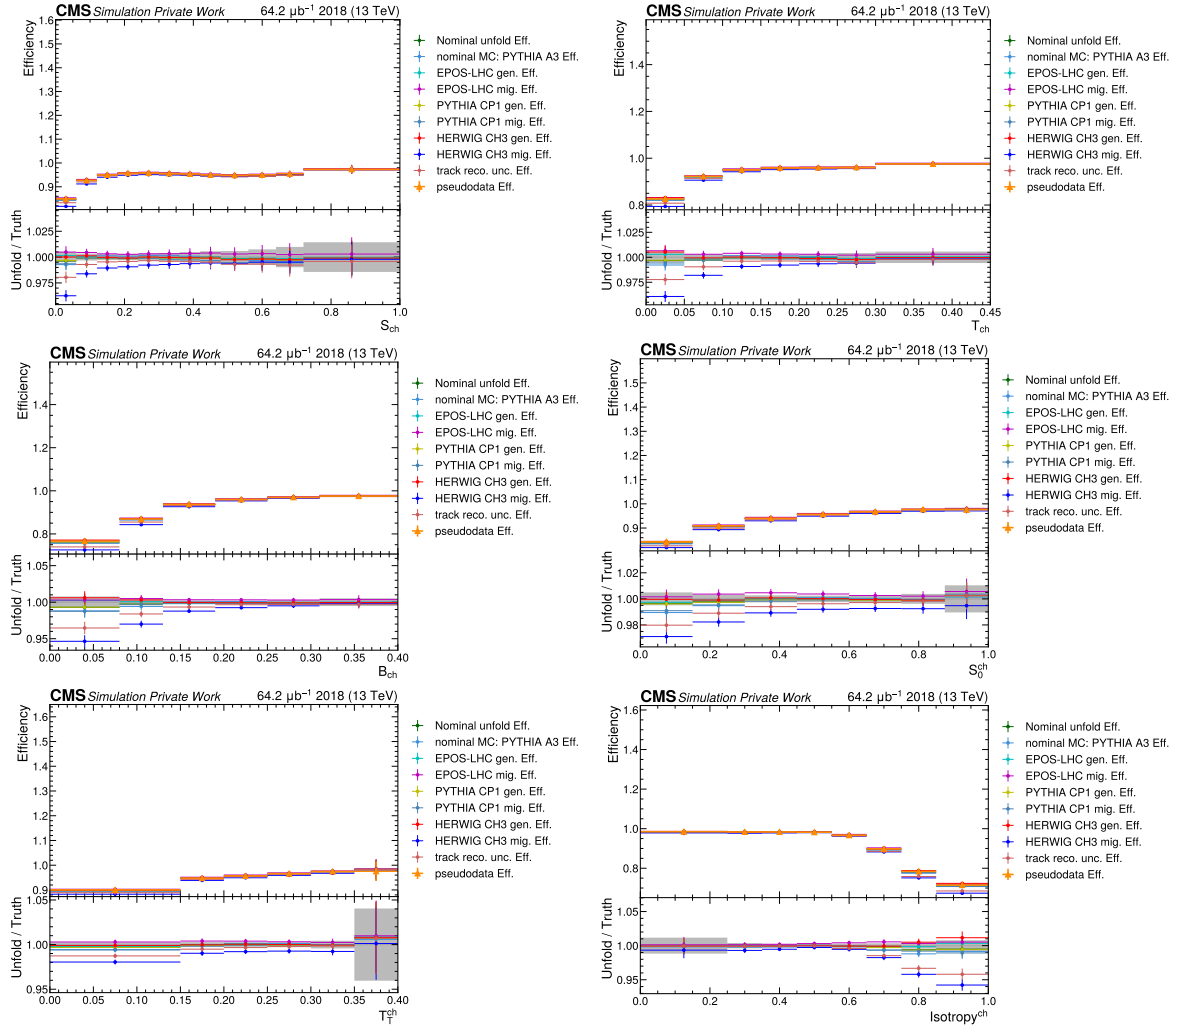 CMS Simulation Private Work 64.2 μb⁻¹ 2018 (13 TeV)
Efficiency
1.6
1.5
1.4
1.3
1.2
1.1
1.0
0.9
Nominal unfold Eff.
nominal MC: PYTHIA A3 Eff.
EPOS-LHC gen. Eff.
EPOS-LHC mig. Eff.
PYTHIA CP1 gen. Eff.
PYTHIA CP1 mig. Eff.
HERWIG CH3 gen. Eff.
HERWIG CH3 mig. Eff.
track reco. unc. Eff.
pseudodata Eff.
Unfold / Truth
1.025
1.000
0.975
0.0 0.2 0.4 0.6 0.8 1.0
S_ch
CMS Simulation Private Work 64.2 μb⁻¹ 2018 (13 TeV)
Efficiency
1.4
1.2
1.0
0.8
Nominal unfold Eff.
nominal MC: PYTHIA A3 Eff.
EPOS-LHC gen. Eff.
EPOS-LHC mig. Eff.
PYTHIA CP1 gen. Eff.
PYTHIA CP1 mig. Eff.
HERWIG CH3 gen. Eff.
HERWIG CH3 mig. Eff.
track reco. unc. Eff.
pseudodata Eff.
Unfold / Truth
1.025
1.000
0.975
0.00 0.05 0.10 0.15 0.20 0.25 0.30 0.35 0.40 0.45
T_ch
CMS Simulation Private Work 64.2 μb⁻¹ 2018 (13 TeV)
Efficiency
1.4
1.2
1.0
0.8
Nominal unfold Eff.
nominal MC: PYTHIA A3 Eff.
EPOS-LHC gen. Eff.
EPOS-LHC mig. Eff.
PYTHIA CP1 gen. Eff.
PYTHIA CP1 mig. Eff.
HERWIG CH3 gen. Eff.
HERWIG CH3 mig. Eff.
track reco. unc. Eff.
pseudodata Eff.
Unfold / Truth
1.05
1.00
0.95
0.00 0.05 0.10 0.15 0.20 0.25 0.30 0.35 0.40
B_ch
CMS Simulation Private Work 64.2 μb⁻¹ 2018 (13 TeV)
Efficiency
1.5
1.4
1.3
1.2
1.1
1.0
0.9
Nominal unfold Eff.
nominal MC: PYTHIA A3 Eff.
EPOS-LHC gen. Eff.
EPOS-LHC mig. Eff.
PYTHIA CP1 gen. Eff.
PYTHIA CP1 mig. Eff.
HERWIG CH3 gen. Eff.
HERWIG CH3 mig. Eff.
track reco. unc. Eff.
pseudodata Eff.
Unfold / Truth
1.02
1.00
0.98
0.0 0.2 0.4 0.6 0.8 1.0
S_0^ch
CMS Simulation Private Work 64.2 μb⁻¹ 2018 (13 TeV)
Efficiency
1.6
1.5
1.4
1.3
1.2
1.1
1.0
0.9
Nominal unfold Eff.
nominal MC: PYTHIA A3 Eff.
EPOS-LHC gen. Eff.
EPOS-LHC mig. Eff.
PYTHIA CP1 gen. Eff.
PYTHIA CP1 mig. Eff.
HERWIG CH3 gen. Eff.
HERWIG CH3 mig. Eff.
track reco. unc. Eff.
pseudodata Eff.
Unfold / Truth
1.05
1.00
0.95
0.00 0.05 0.10 0.15 0.20 0.25 0.30 0.35 0.40
T_T^ch
CMS Simulation Private Work 64.2 μb⁻¹ 2018 (13 TeV)
Efficiency
1.6
1.4
1.2
1.0
0.8
Nominal unfold Eff.
nominal MC: PYTHIA A3 Eff.
EPOS-LHC gen. Eff.
EPOS-LHC mig. Eff.
PYTHIA CP1 gen. Eff.
PYTHIA CP1 mig. Eff.
HERWIG CH3 gen. Eff.
HERWIG CH3 mig. Eff.
track reco. unc. Eff.
pseudodata Eff.
Unfold / Truth
1.05
1.00
0.95
0.0 0.2 0.4 0.6 0.8 1.0
Isotropy^ch